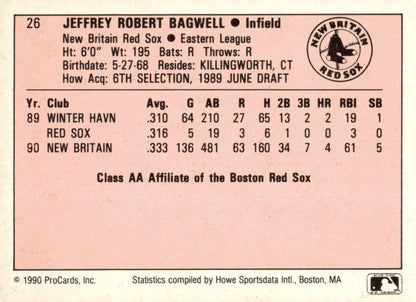 26 JEFFREY ROBERT BAGWELL ● Infield
New Britain Red Sox ● Eastern League
Ht: 6'0" Wt: 195 Bats: R Throws: R
Birthdate: 5-27-68 Resides: KILLINGWORTH, CT
How Acq: 6TH SELECTION, 1989 JUNE DRAFT
NEW BRITAIN
RED SOX
Yr. Club Avg. G AB R H 2B 3B HR RBI SB
89 WINTER HAVN .310 64 210 27 65 13 2 2 19 1
RED SOX .316 5 19 3 6 1 0 0 3 0
90 NEW BRITAIN .333 136 481 63 160 34 7 4 61 5
Class AA Affiliate of the Boston Red Sox
© 1990 ProCards, Inc. Statistics compiled by Howe Sportsdata Intl., Boston, MA